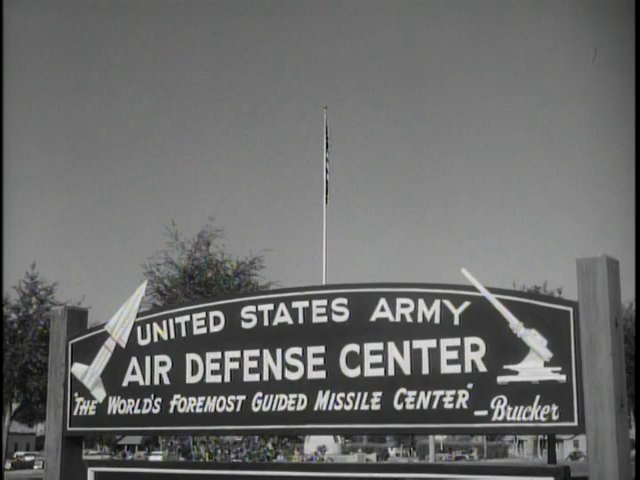 UNITED STATES ARMY
AIR DEFENSE CENTER
"THE WORLD'S FOREMOST GUIDED MISSILE CENTER" —Brucker